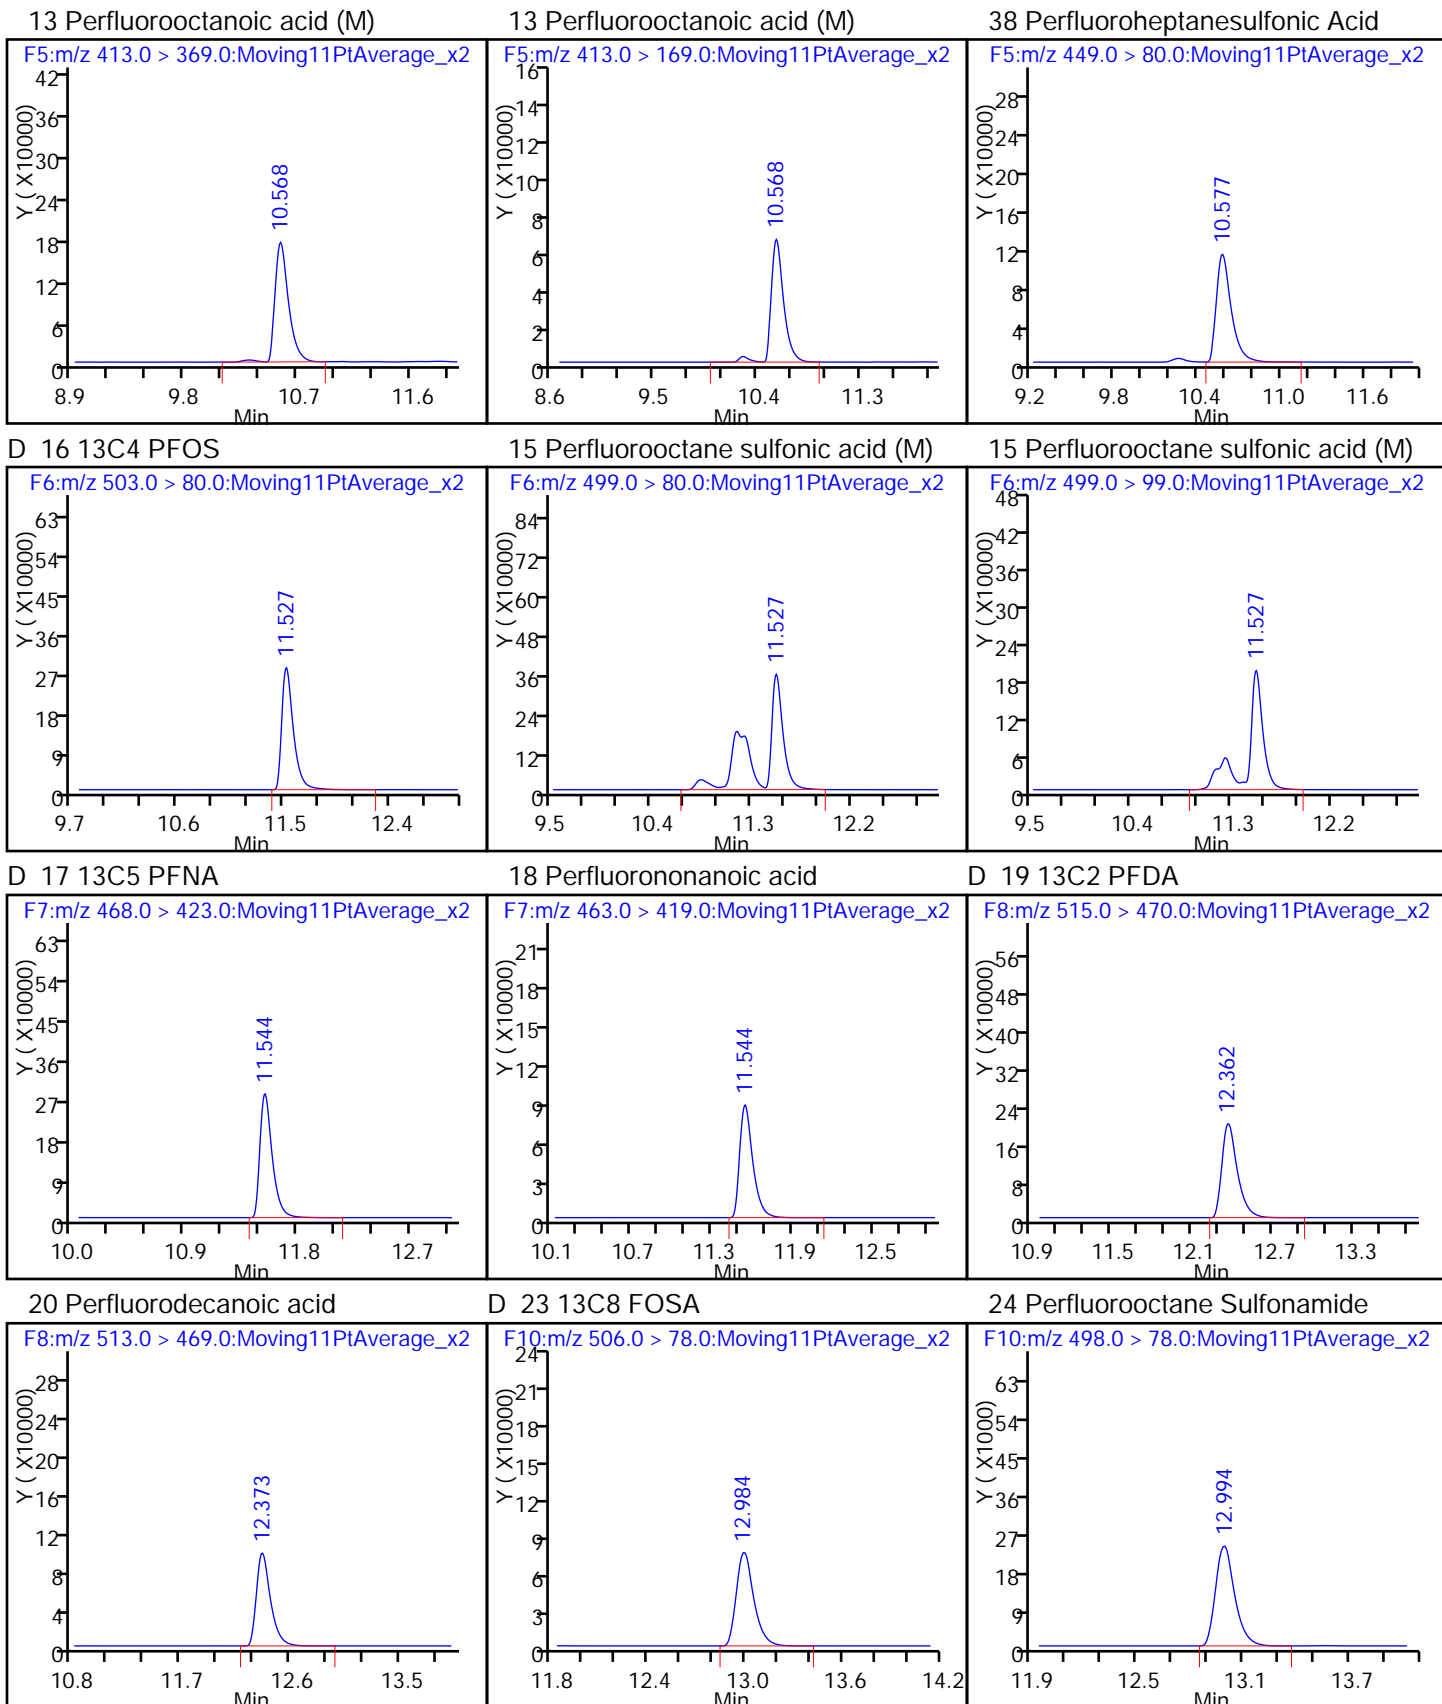 13 Perfluorooctanoic acid (M)
F5:m/z 413.0 > 369.0:Moving11PtAverage_x2
Y ( X10000)
42
36
30
24
18
12
6
0
10.568
8.9 9.8 10.7 11.6
Min
13 Perfluorooctanoic acid (M)
F5:m/z 413.0 > 169.0:Moving11PtAverage_x2
Y ( X10000)
16
14
12
10
8
6
4
2
0
10.568
8.6 9.5 10.4 11.3
Min
38 Perfluoroheptanesulfonic Acid
F5:m/z 449.0 > 80.0:Moving11PtAverage_x2
Y ( X10000)
28
24
20
16
12
8
4
0
10.577
9.2 9.8 10.4 11.0 11.6
Min
D 16 13C4 PFOS
F6:m/z 503.0 > 80.0:Moving11PtAverage_x2
Y ( X10000)
63
54
45
36
27
18
9
0
11.527
9.7 10.6 11.5 12.4
Min
15 Perfluorooctane sulfonic acid (M)
F6:m/z 499.0 > 80.0:Moving11PtAverage_x2
Y ( X10000)
84
72
60
48
36
24
12
0
11.527
9.5 10.4 11.3 12.2
Min
15 Perfluorooctane sulfonic acid (M)
F6:m/z 499.0 > 99.0:Moving11PtAverage_x2
Y ( X10000)
48
42
36
30
24
18
12
6
0
11.527
9.5 10.4 11.3 12.2
Min
D 17 13C5 PFNA
F7:m/z 468.0 > 423.0:Moving11PtAverage_x2
Y ( X10000)
63
54
45
36
27
18
9
0
11.544
10.0 10.9 11.8 12.7
Min
18 Perfluorononanoic acid
F7:m/z 463.0 > 419.0:Moving11PtAverage_x2
Y ( X10000)
21
18
15
12
9
6
3
0
11.544
10.1 10.7 11.3 11.9 12.5
Min
D 19 13C2 PFDA
F8:m/z 515.0 > 470.0:Moving11PtAverage_x2
Y ( X10000)
56
48
40
32
24
16
8
0
12.362
10.9 11.5 12.1 12.7 13.3
Min
20 Perfluorodecanoic acid
F8:m/z 513.0 > 469.0:Moving11PtAverage_x2
Y ( X10000)
28
24
20
16
12
8
4
0
12.373
10.8 11.7 12.6 13.5
Min
D 23 13C8 FOSA
F10:m/z 506.0 > 78.0:Moving11PtAverage_x2
Y ( X10000)
24
21
18
15
12
9
6
3
0
12.984
11.8 12.4 13.0 13.6 14.2
Min
24 Perfluorooctane Sulfonamide
F10:m/z 498.0 > 78.0:Moving11PtAverage_x2
Y ( X1000)
63
54
45
36
27
18
9
0
12.994
11.9 12.5 13.1 13.7
Min